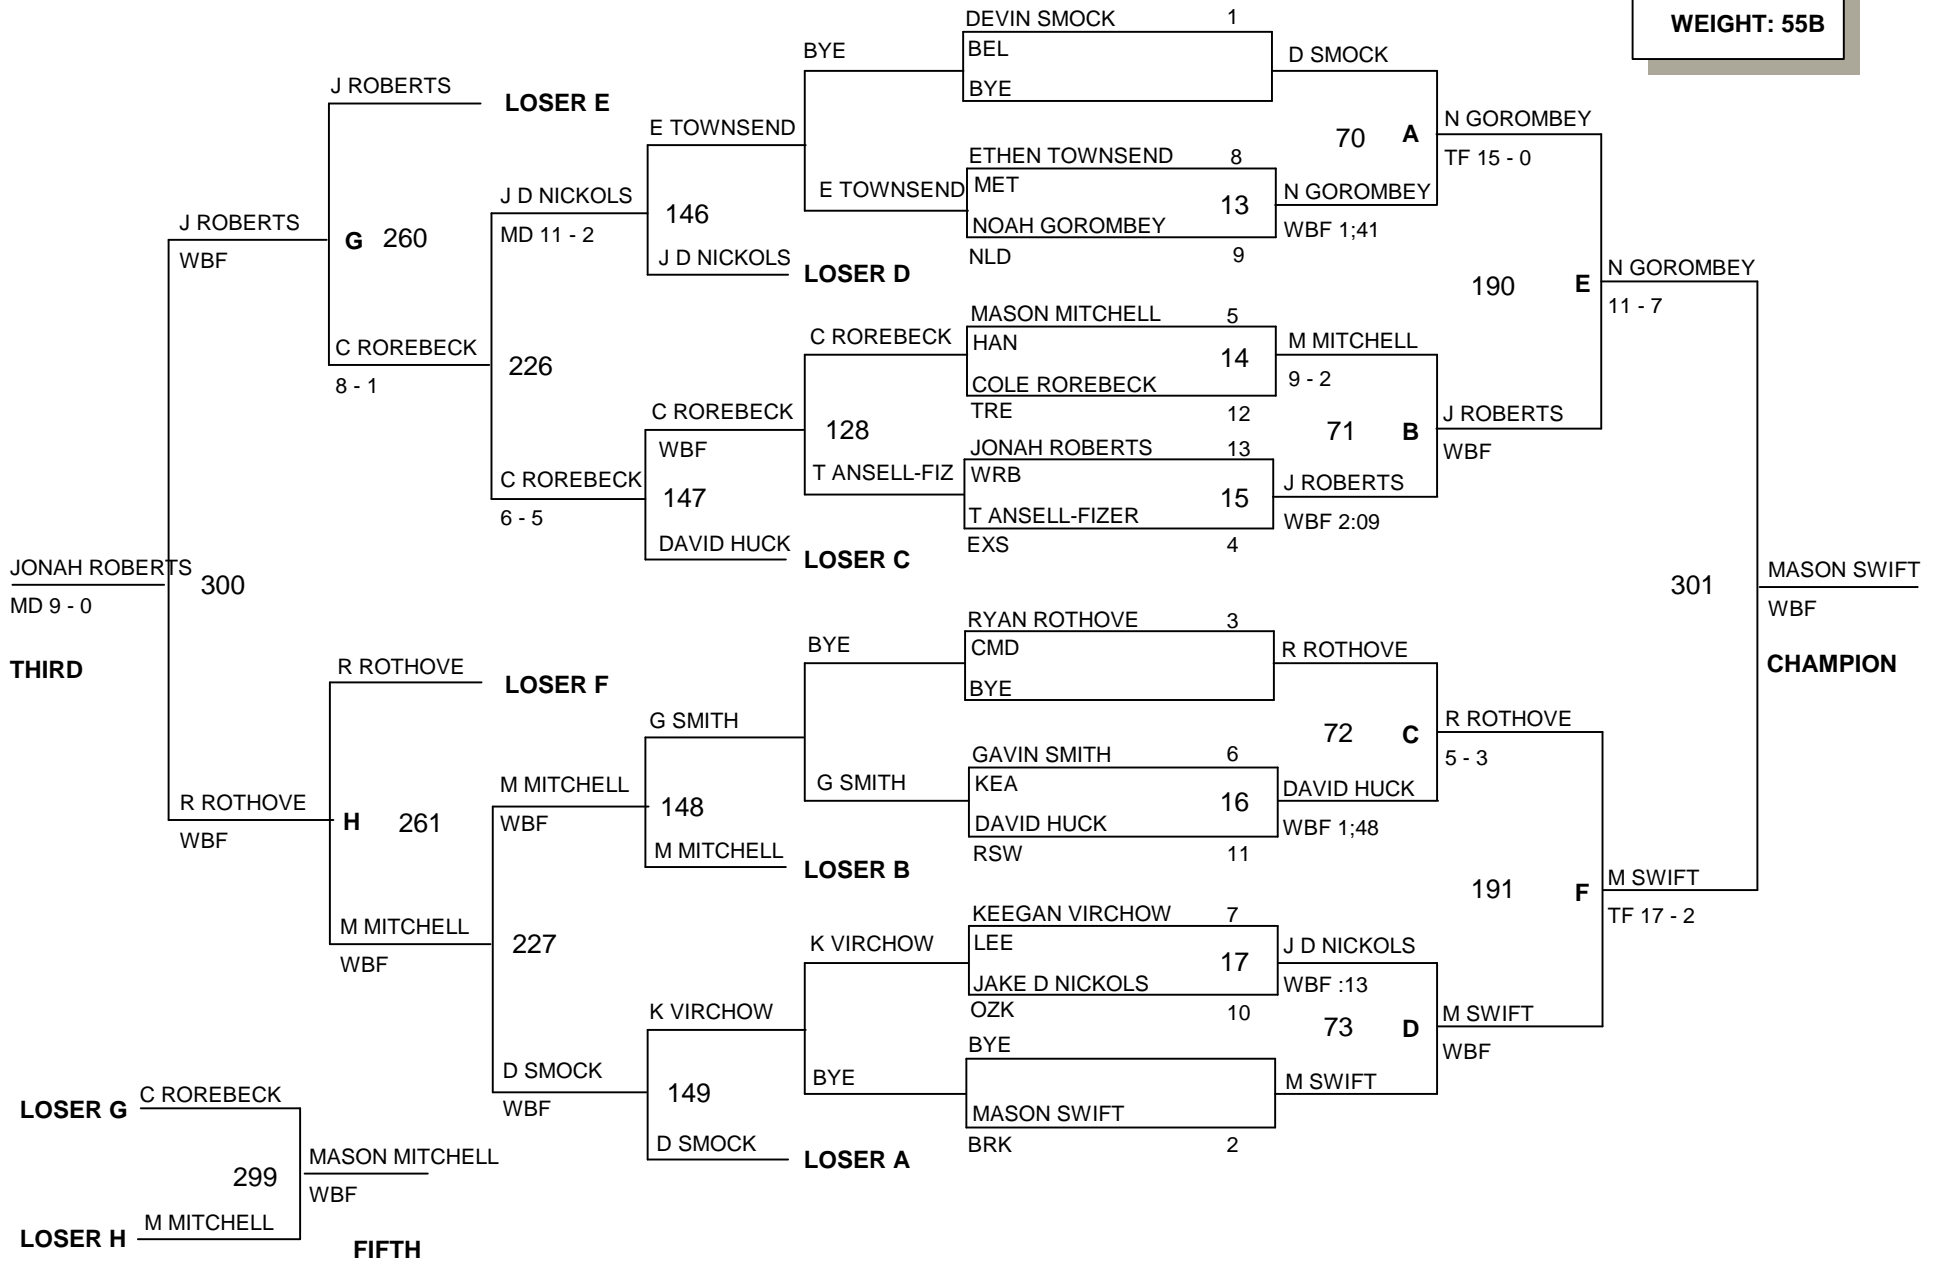 WEIGHT: 55B
DEVIN SMOCK 1
BEL
BYE
ETHEN TOWNSEND 8
MET
13
NOAH GOROMBEY
NLD 9
MASON MITCHELL 5
HAN
14
COLE ROREBECK
TRE 12
JONAH ROBERTS 13
WRB
15
T ANSELL-FIZER
EXS 4
RYAN ROTHOVE 3
CMD
BYE
GAVIN SMITH 6
KEA
16
DAVID HUCK
RSW 11
KEEGAN VIRCHOW 7
LEE
17
JAKE D NICKOLS
OZK 10
BYE
MASON SWIFT
BRK 2
D SMOCK
70 A
N GOROMBEY
WBF 1;41
M MITCHELL
9 - 2
71 B
J ROBERTS
WBF 2:09
R ROTHOVE
72 C
DAVID HUCK
WBF 1;48
J D NICKOLS
WBF :13
73 D
M SWIFT
N GOROMBEY
TF 15 - 0
190 E
J ROBERTS
WBF
R ROTHOVE
5 - 3
191 F
M SWIFT
WBF
N GOROMBEY
11 - 7
301
M SWIFT
TF 17 - 2
MASON SWIFT
WBF
CHAMPION
BYE
E TOWNSEND
C ROREBECK
128
T ANSELL-FIZ
BYE
G SMITH
K VIRCHOW
BYE
E TOWNSEND
146
J D NICKOLS
LOSER D
C ROREBECK
WBF
147
DAVID HUCK
LOSER C
G SMITH
148
M MITCHELL
LOSER B
K VIRCHOW
149
D SMOCK
LOSER A
J D NICKOLS
MD 11 - 2
226
C ROREBECK
6 - 5
M MITCHELL
WBF
227
D SMOCK
WBF
J ROBERTS
LOSER E
G 260
C ROREBECK
8 - 1
R ROTHOVE
LOSER F
H 261
M MITCHELL
WBF
J ROBERTS
WBF
300
R ROTHOVE
WBF
JONAH ROBERTS
MD 9 - 0
THIRD
LOSER G C ROREBECK
299
MASON MITCHELL
WBF
LOSER H M MITCHELL
FIFTH